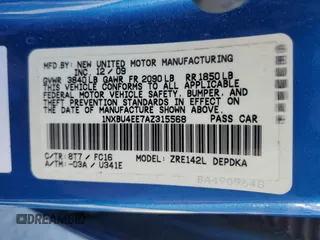 MFD. BY: NEW UNITED MOTOR MANUFACTURING
INC. 12/09
GVWR 3840LB GAWR FR 2090LB RR 1850LB
THIS VEHICLE CONFORMS TO ALL APPLICABLE
FEDERAL MOTOR VEHICLE SAFETY, BUMPER, AND
THEFT PREVENTION STANDARDS IN EFFECT ON
THE DATE OF MANUFACTURE SHOWN ABOVE.
1NXBU4EE7AZ315568 PASS CAR
C/TR: 8T7 / FC16 MODEL: ZRE142L DEPDKA
A/TM: -03A / U341E
BA4909648